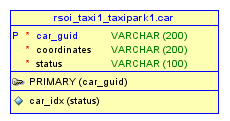 rsoi_taxi1_taxipark1.car
P * car_guid VARCHAR (200)
* coordinates VARCHAR (200)
* status VARCHAR (100)
PRIMARY (car_guid)
car_idx (status)